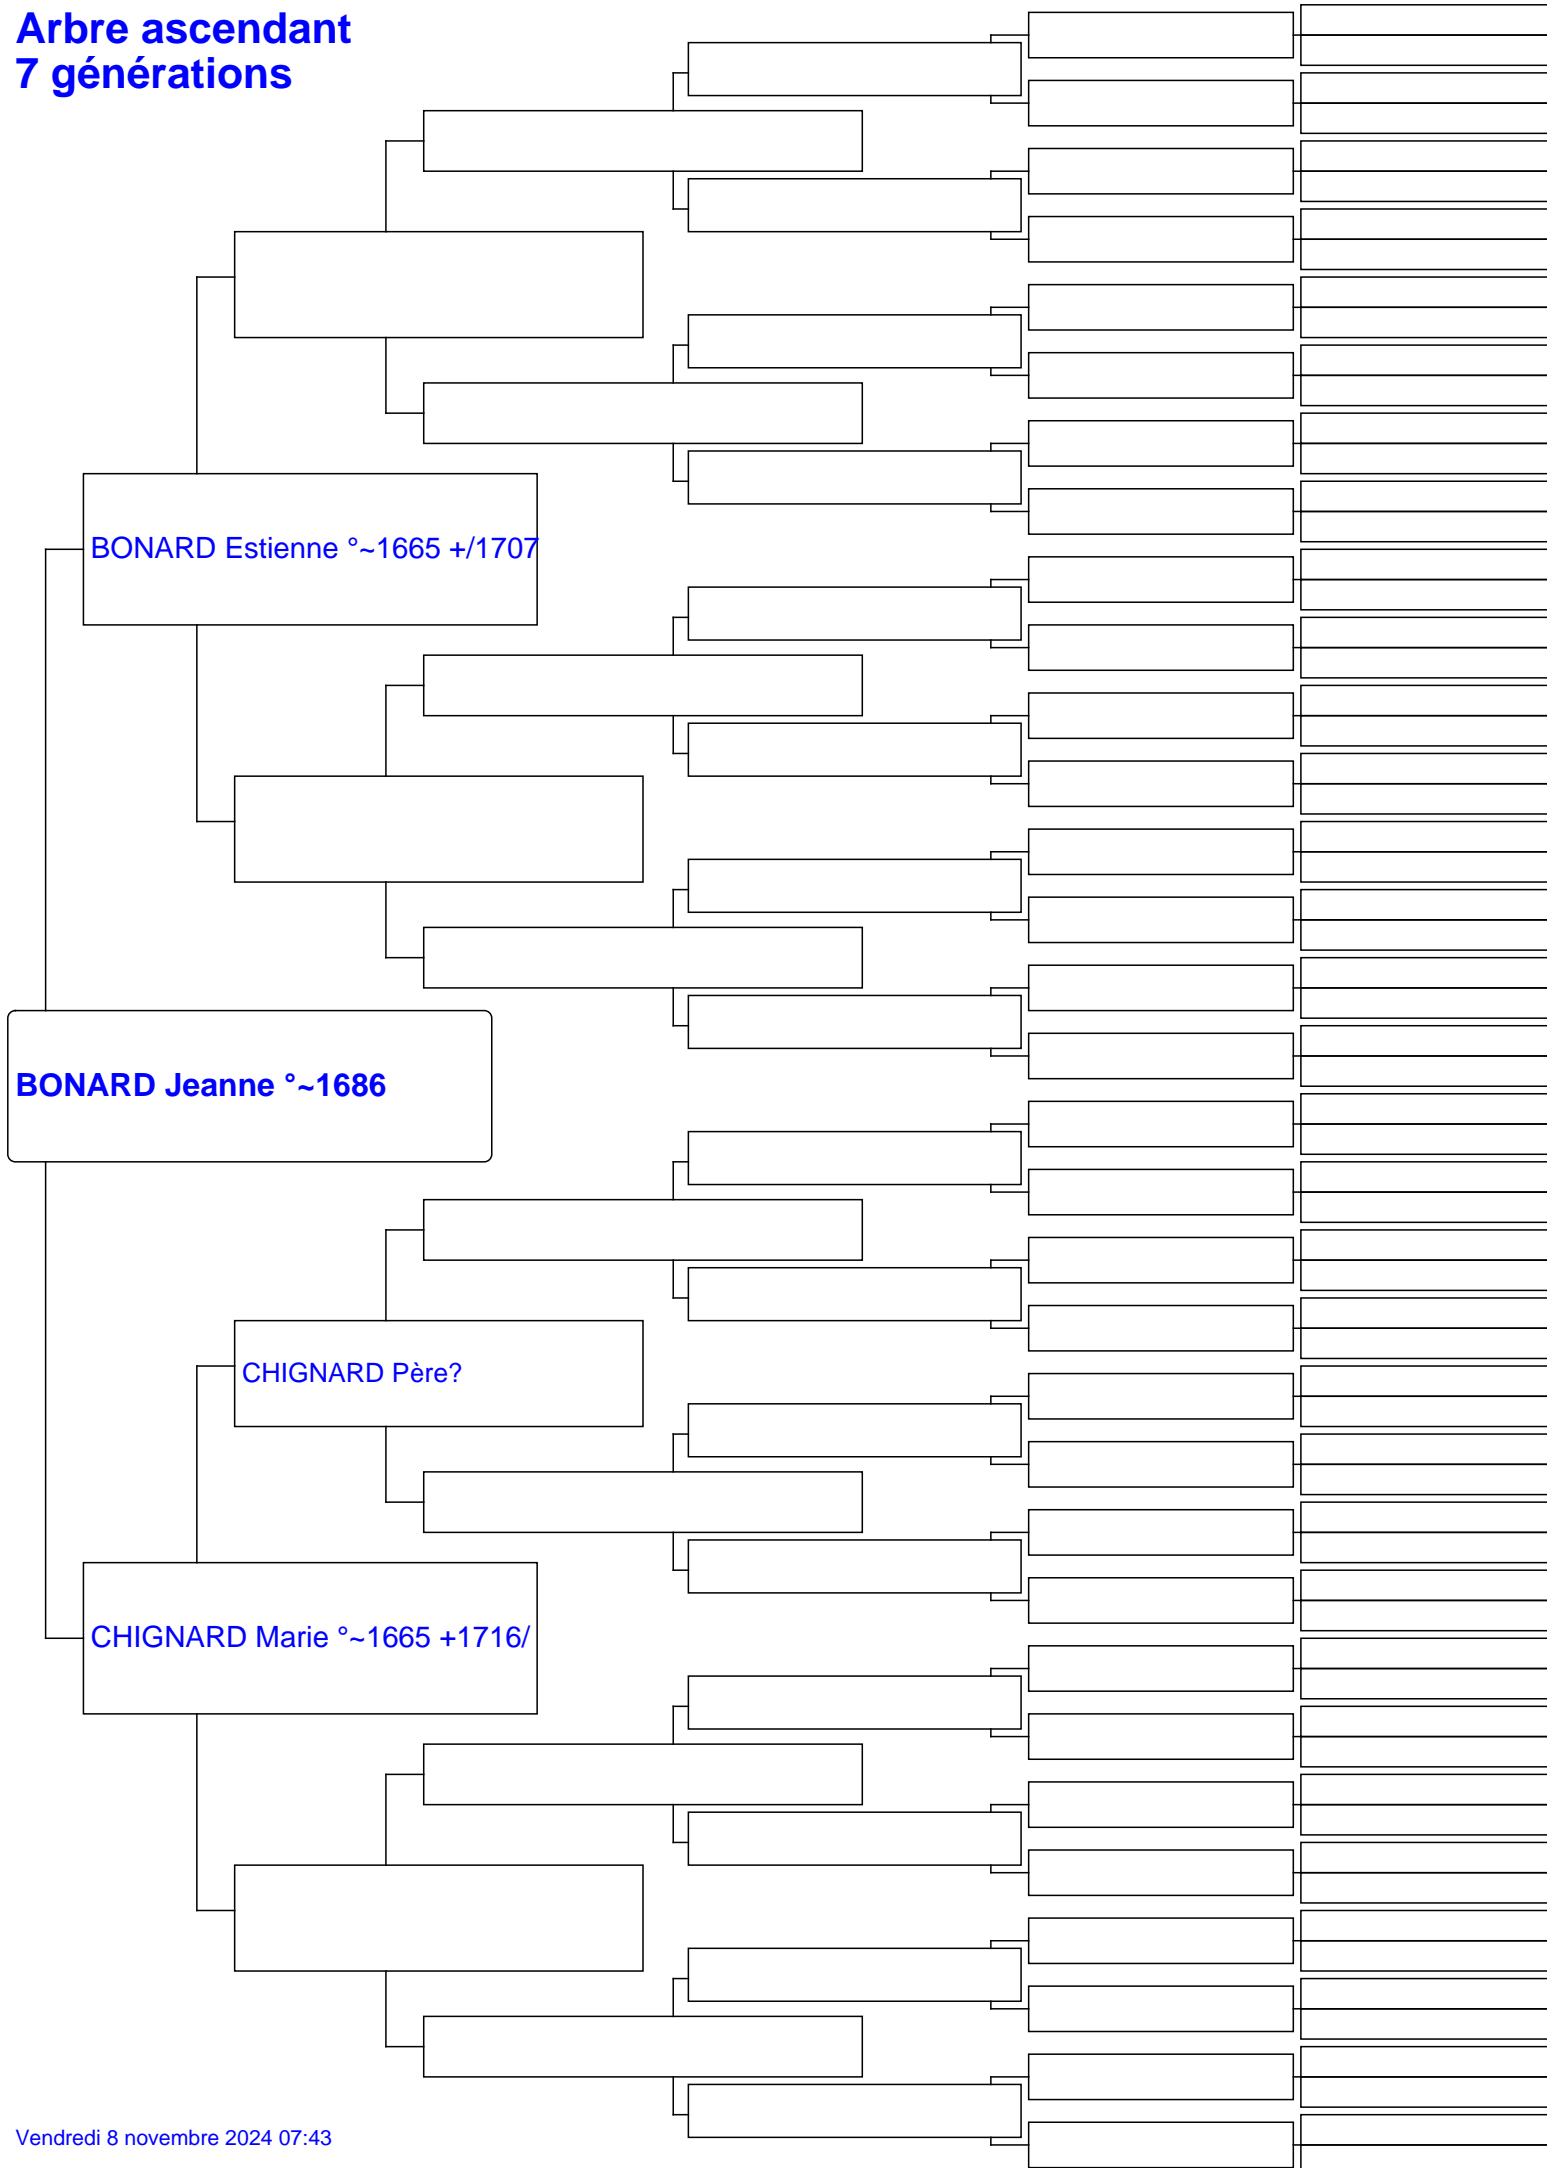 Arbre ascendant
7 générations
BONARD Estienne °~1665 +/1707
BONARD Jeanne °~1686
CHIGNARD Père?
CHIGNARD Marie °~1665 +1716/
Vendredi 8 novembre 2024 07:43